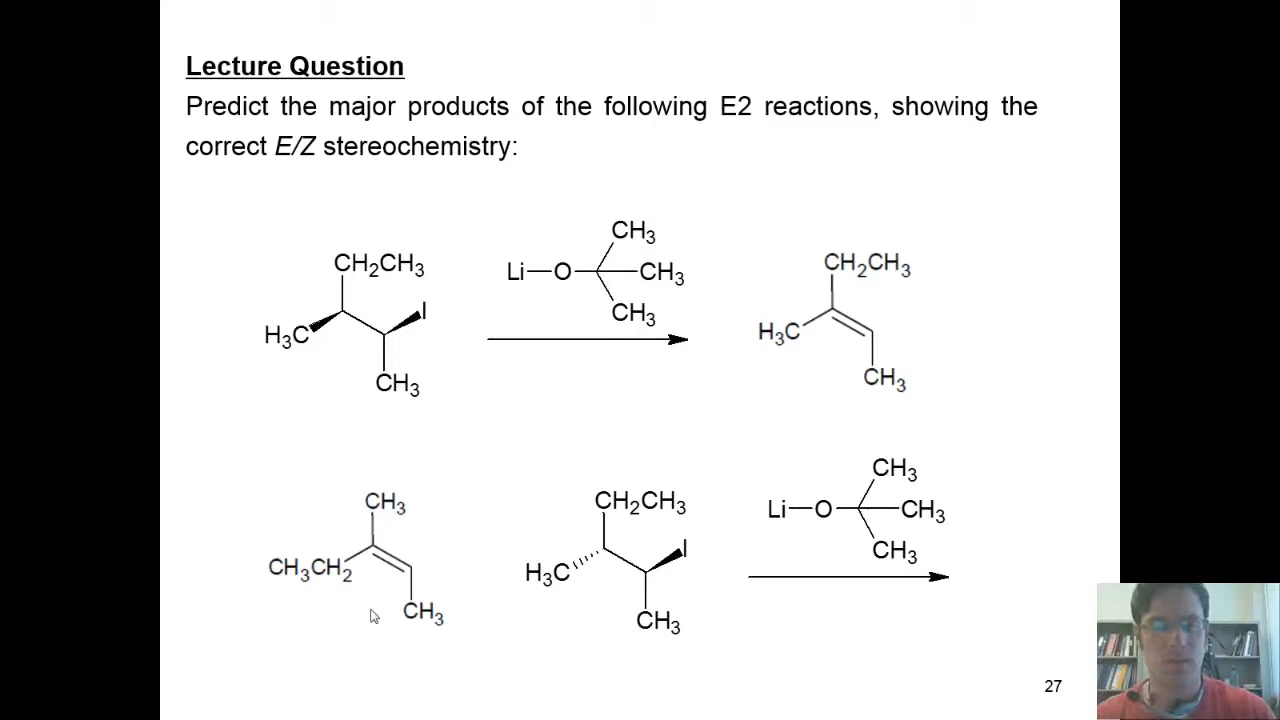 Lecture Question
Predict the major products of the following E2 reactions, showing the
correct E/Z stereochemistry:
CH₂CH₃
H₃C
I
CH₃
Li—O
CH₃
CH₃
CH₃
CH₂CH₃
H₃C
CH₃
CH₃
CH₃CH₂
CH₃
CH₂CH₃
H₃C
I
CH₃
Li—O
CH₃
CH₃
CH₃
27